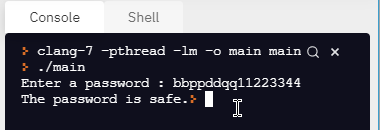 Console Shell
> clang-7 -pthread -lm -o main main
> ./main
Enter a password : bbppddqq11223344
The password is safe.>